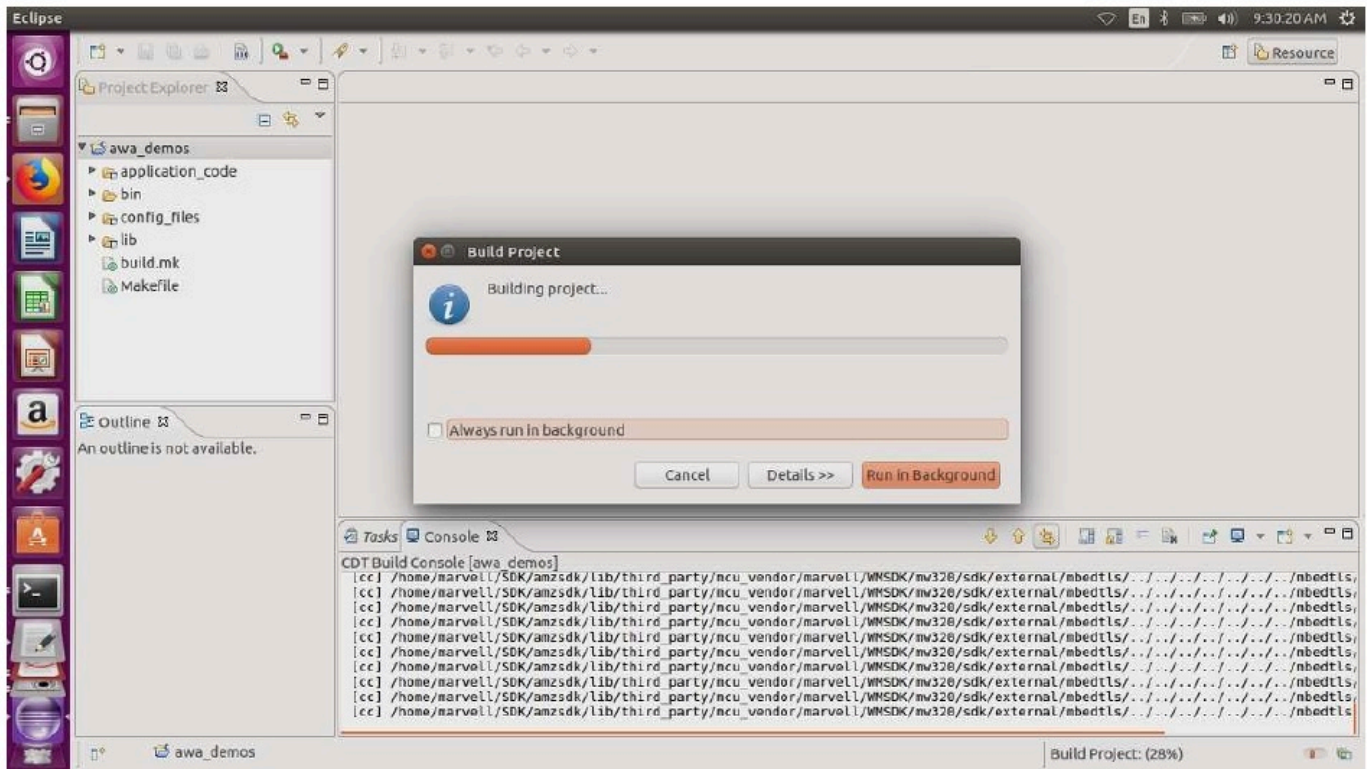 Eclipse
En
9:30:20 AM
Resource
Project Explorer
awa_demos
application_code
bin
config_files
lib
build.mk
Makefile
Build Project
Building project...
Always run in background
Cancel
Details >>
Run in Background
Outline
An outline is not available.
Tasks
Console
CDT Build Console [awa_demos]
[cc] /home/marvell/SDK/amzsdk/lib/third_party/mcu_vendor/marvell/WMSDK/mw320/sdk/external/mbedtls/../../../../../../mbedtls/
[cc] /home/marvell/SDK/amzsdk/lib/third_party/mcu_vendor/marvell/WMSDK/mw320/sdk/external/mbedtls/../../../../../../mbedtls/
[cc] /home/marvell/SDK/amzsdk/lib/third_party/mcu_vendor/marvell/WMSDK/mw320/sdk/external/mbedtls/../../../../../../mbedtls/
[cc] /home/marvell/SDK/amzsdk/lib/third_party/mcu_vendor/marvell/WMSDK/mw320/sdk/external/mbedtls/../../../../../../mbedtls/
[cc] /home/marvell/SDK/amzsdk/lib/third_party/mcu_vendor/marvell/WMSDK/mw320/sdk/external/mbedtls/../../../../../../mbedtls/
[cc] /home/marvell/SDK/amzsdk/lib/third_party/mcu_vendor/marvell/WMSDK/mw320/sdk/external/mbedtls/../../../../../../mbedtls/
[cc] /home/marvell/SDK/amzsdk/lib/third_party/mcu_vendor/marvell/WMSDK/mw320/sdk/external/mbedtls/../../../../../../mbedtls/
[cc] /home/marvell/SDK/amzsdk/lib/third_party/mcu_vendor/marvell/WMSDK/mw320/sdk/external/mbedtls/../../../../../../mbedtls/
[cc] /home/marvell/SDK/amzsdk/lib/third_party/mcu_vendor/marvell/WMSDK/mw320/sdk/external/mbedtls/../../../../../../mbedtls/
[cc] /home/marvell/SDK/amzsdk/lib/third_party/mcu_vendor/marvell/WMSDK/mw320/sdk/external/mbedtls/../../../../../../mbedtls
awa_demos
Build Project: (28%)